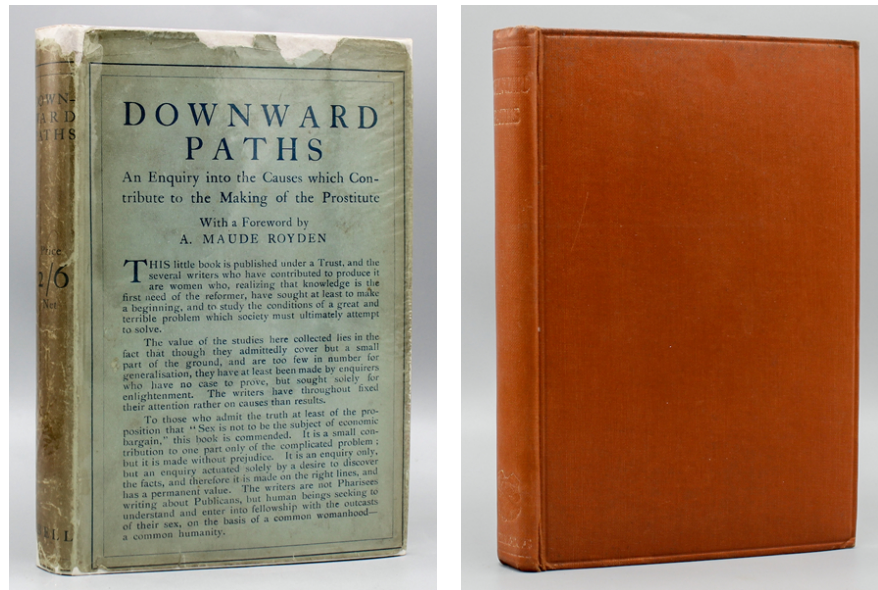 DOWNWARD
PATHS
An Enquiry into the Causes which Con-
tribute to the Making of the Prostitute
With a Foreword by
A. MAUDE ROYDEN
THIS little book is published under a Trust, and the
several writers who have contributed to produce it
are women who, realizing that knowledge is the
first need of the reformer, have sought at least to make
a beginning, and to study the conditions of a great and
terrible problem which society must ultimately attempt
to solve.
The value of the studies here collected lies in the
fact that though they admittedly cover but a small
part of the ground, and are too few in number for
generalisation, they have at least been made by enquirers
who have no case to prove, but sought solely for
enlightenment. The writers have throughout fixed
their attention rather on causes than results.
To those who admit the truth at least of the pro-
position that "Sex is not to be the subject of economic
bargain," this book is commended. It is a small con-
tribution to one part only of the complicated problem;
but it is made without prejudice. It is an enquiry only,
but an enquiry actuated solely by a desire to discover
the facts, and therefore it is made on the right lines, and
has a permanent value. The writers are not Pharisees
writing about Publicans, but human beings seeking to
understand and enter into fellowship with the outcasts
of their sex, on the basis of a common womanhood—
a common humanity.
OWN-
WARD
PATHS
Price
2/6
Net